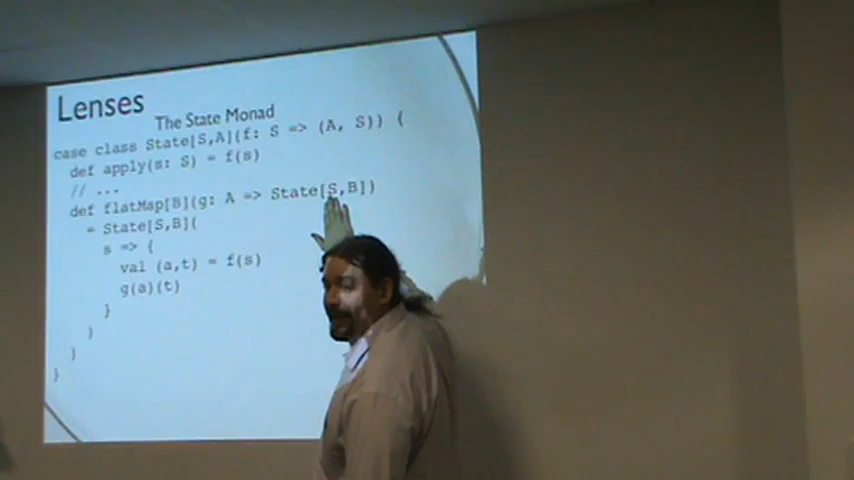 Lenses
The State Monad
case class State[S,A](f: S => (A, S)) {
def apply(s: S) = f(s)
// ...
def flatMap[B](g: A => State[S,B])
= State[S,B](
s => {
val (a,t) = f(s)
g(a)(t)
}
)
)
}